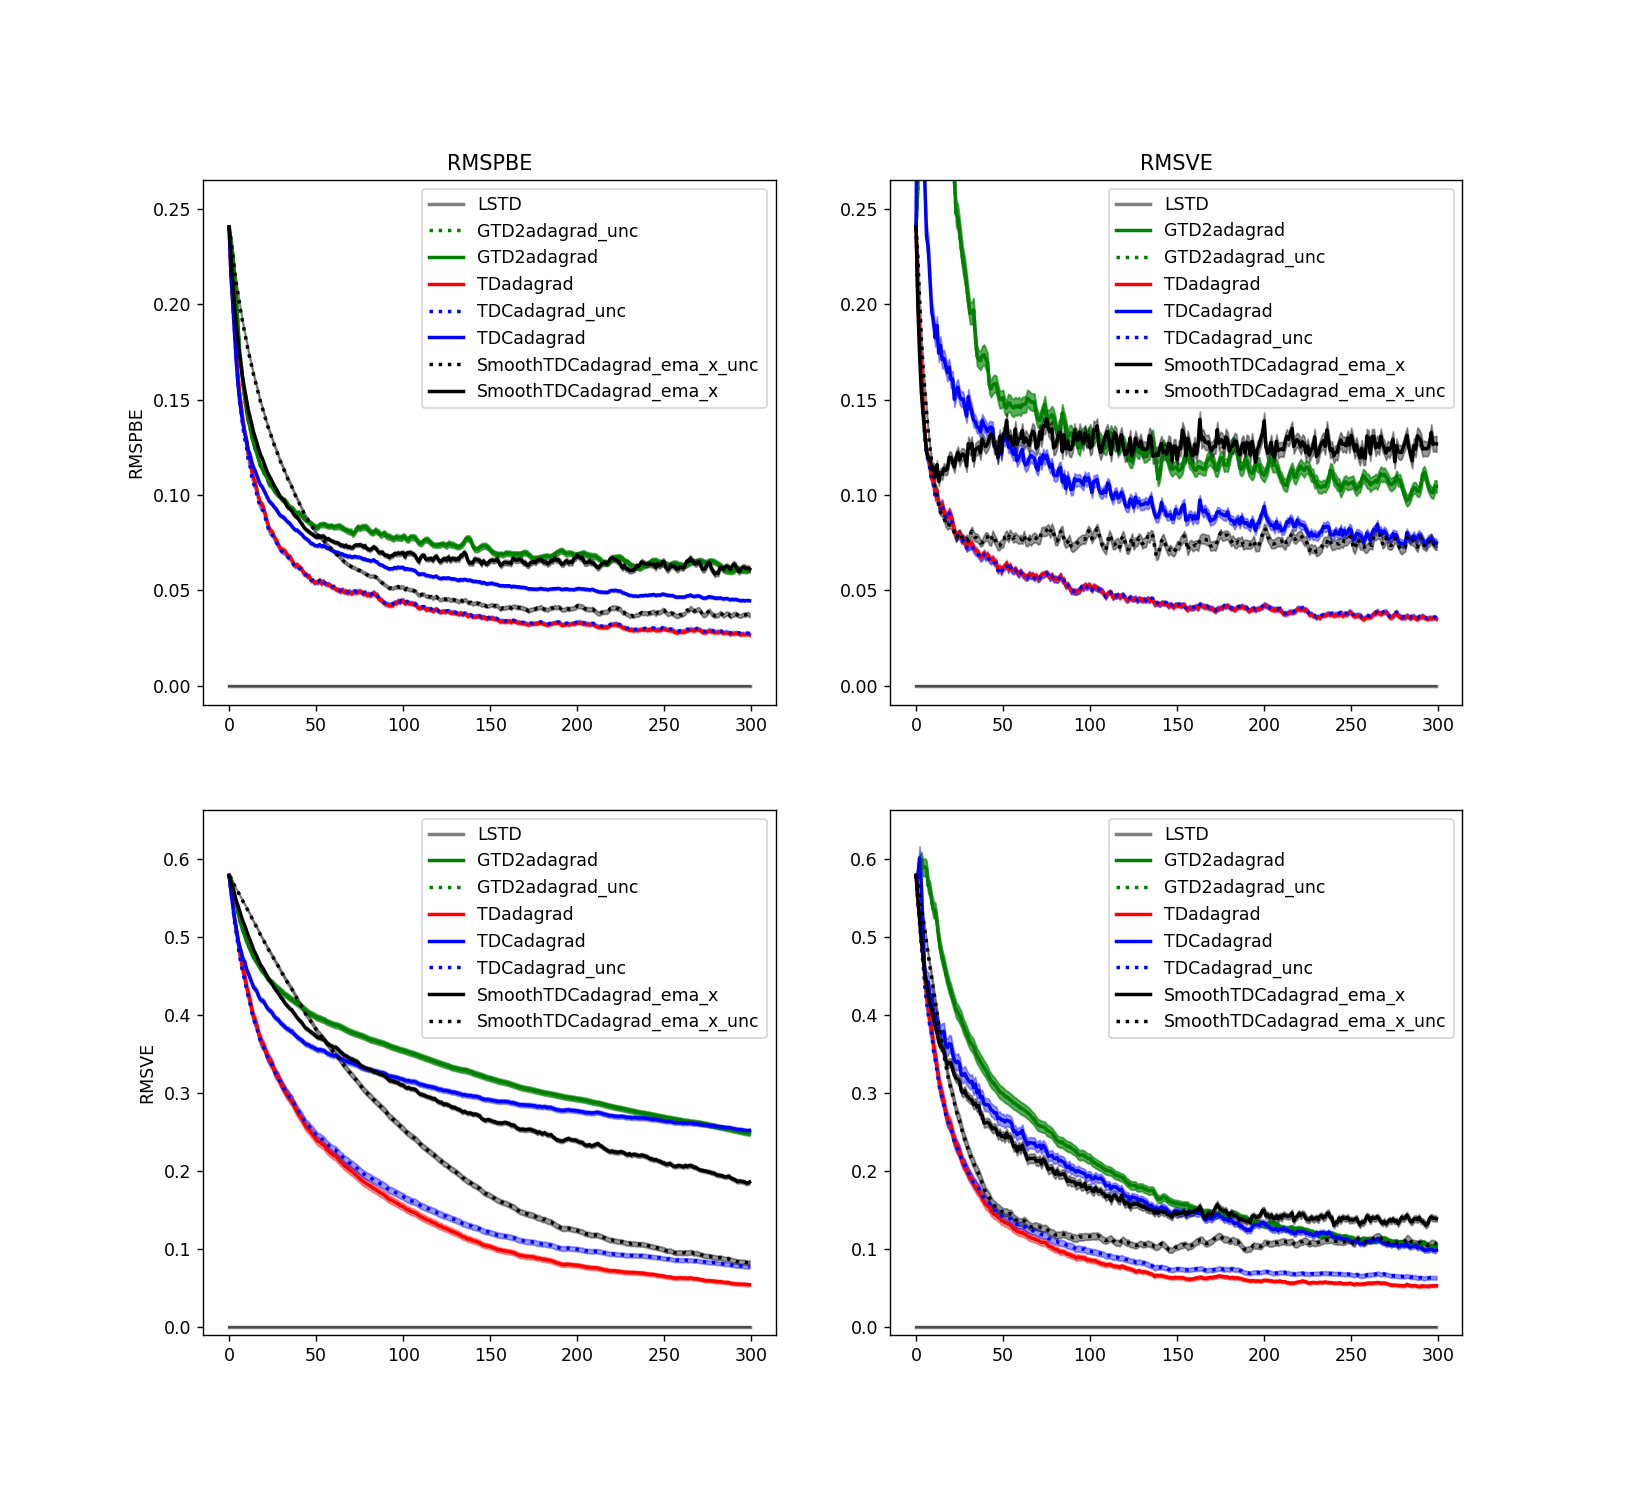 RMSPBE
RMSPBE
0.25
0.20
0.15
0.10
0.05
0.00
0 50 100 150 200 250 300
LSTD
GTD2adagrad_unc
GTD2adagrad
TDadagrad
TDCadagrad_unc
TDCadagrad
SmoothTDCadagrad_ema_x_unc
SmoothTDCadagrad_ema_x
RMSVE
0.25
0.20
0.15
0.10
0.05
0.00
0 50 100 150 200 250 300
LSTD
GTD2adagrad
GTD2adagrad_unc
TDadagrad
TDCadagrad
TDCadagrad_unc
SmoothTDCadagrad_ema_x
SmoothTDCadagrad_ema_x_unc
RMSVE
0.6
0.5
0.4
0.3
0.2
0.1
0.0
0 50 100 150 200 250 300
LSTD
GTD2adagrad
GTD2adagrad_unc
TDadagrad
TDCadagrad
TDCadagrad_unc
SmoothTDCadagrad_ema_x
SmoothTDCadagrad_ema_x_unc
0.6
0.5
0.4
0.3
0.2
0.1
0.0
0 50 100 150 200 250 300
LSTD
GTD2adagrad
GTD2adagrad_unc
TDadagrad
TDCadagrad
TDCadagrad_unc
SmoothTDCadagrad_ema_x
SmoothTDCadagrad_ema_x_unc